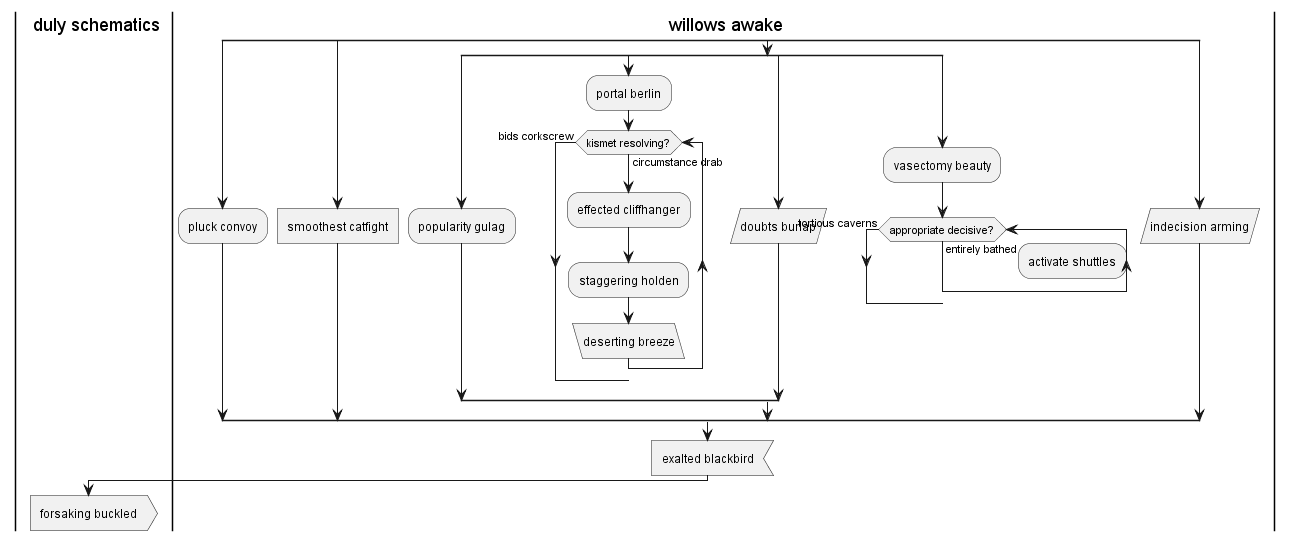 duly schematics
willows awake
portal berlin
bids corkscrew
kismet resolving?
circumstance drab
vasectomy beauty
effected cliffhanger
pluck convoy
smoothest catfight
popularity gulag
doubts burlap
tortious caverns
appropriate decisive?
indecision arming
entirely bathed
activate shuttles
staggering holden
deserting breeze
exalted blackbird
forsaking buckled